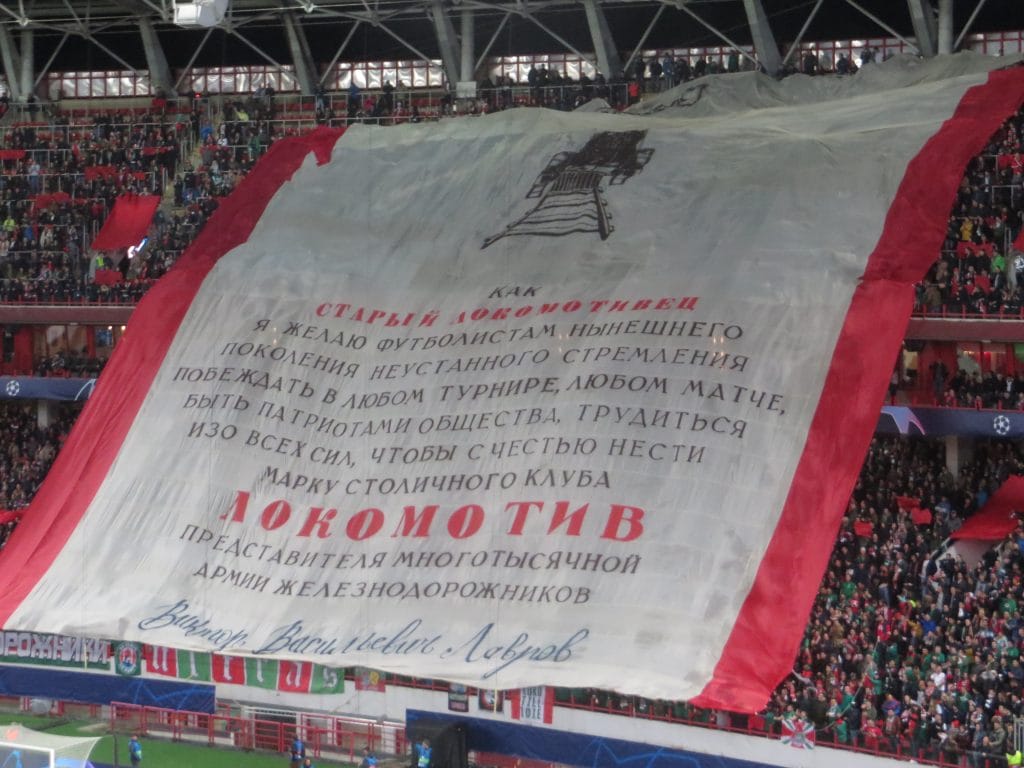 КАК
СТАРЫЙ ЛОКОМОТИВЕЦ
Я ЖЕЛАЮ ФУТБОЛИСТАМ НЫНЕШНЕГО
ПОКОЛЕНИЯ НЕУСТАННОГО СТРЕМЛЕНИЯ
ПОБЕЖДАТЬ В ЛЮБОМ ТУРНИРЕ, ЛЮБОМ МАТЧЕ,
БЫТЬ ПАТРИОТАМИ ОБЩЕСТВА, ТРУДИТЬСЯ
ИЗО ВСЕХ СИЛ, ЧТОБЫ С ЧЕСТЬЮ НЕСТИ
МАРКУ СТОЛИЧНОГО КЛУБА
ЛОКОМОТИВ
ПРЕДСТАВИТЕЛЯ МНОГОТЫСЯЧНОЙ
АРМИИ ЖЕЛЕЗНОДОРОЖНИКОВ
Виктор Васильевич Лавров